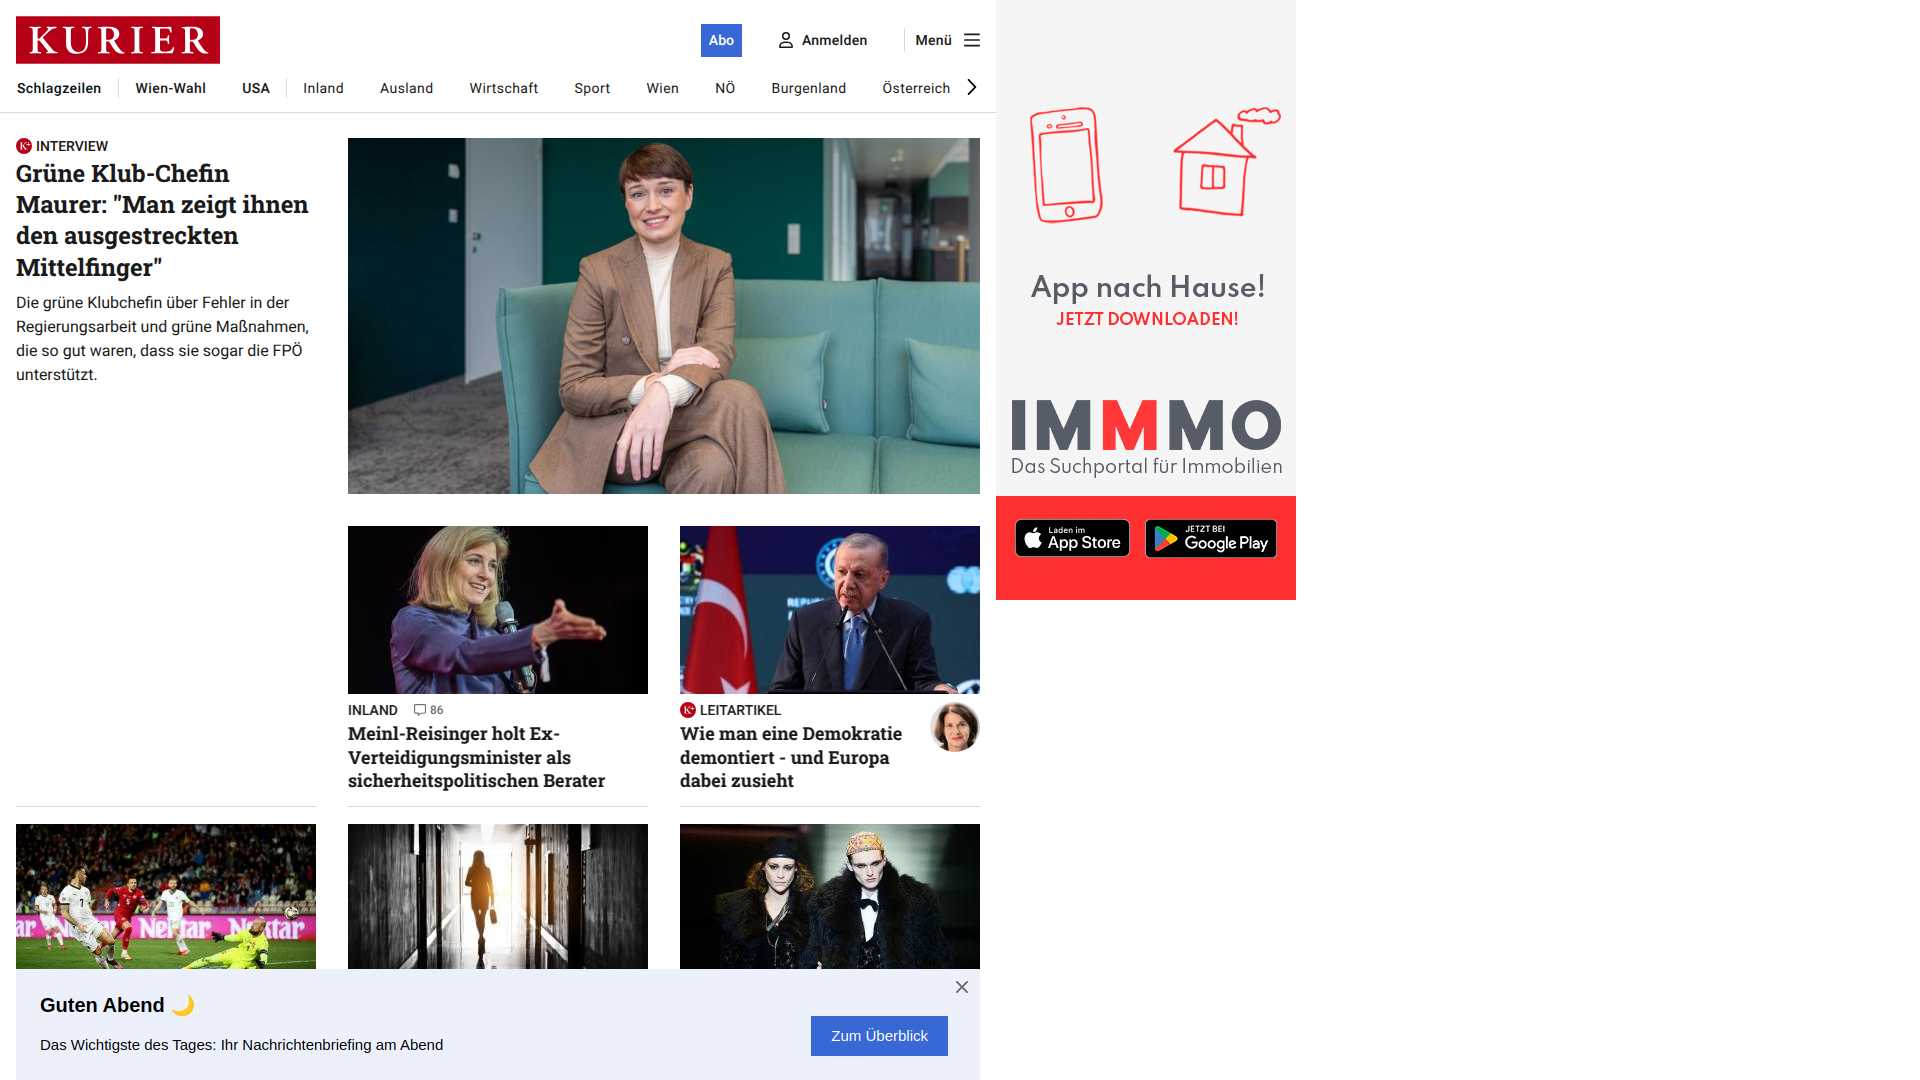 KURIER
Abo
Anmelden
Menü
Schlagzeilen
Wien-Wahl
USA
Inland
Ausland
Wirtschaft
Sport
Wien
NÖ
Burgenland
Österreich
K+ INTERVIEW
Grüne Klub-Chefin
Maurer: "Man zeigt ihnen
den ausgestreckten
Mittelfinger"
Die grüne Klubchefin über Fehler in der
Regierungsarbeit und grüne Maßnahmen,
die so gut waren, dass sie sogar die FPÖ
unterstützt.
INLAND 86
Meinl-Reisinger holt Ex-
Verteidigungsminister als
sicherheitspolitischen Berater
K+ LEITARTIKEL
Wie man eine Demokratie
demontiert - und Europa
dabei zusieht
Nektar
Nektar
Guten Abend 🌙
Das Wichtigste des Tages: Ihr Nachrichtenbriefing am Abend
Zum Überblick
App nach Hause!
JETZT DOWNLOADEN!
IMMMO
Das Suchportal für Immobilien
Laden im
App Store
JETZT BEI
Google Play